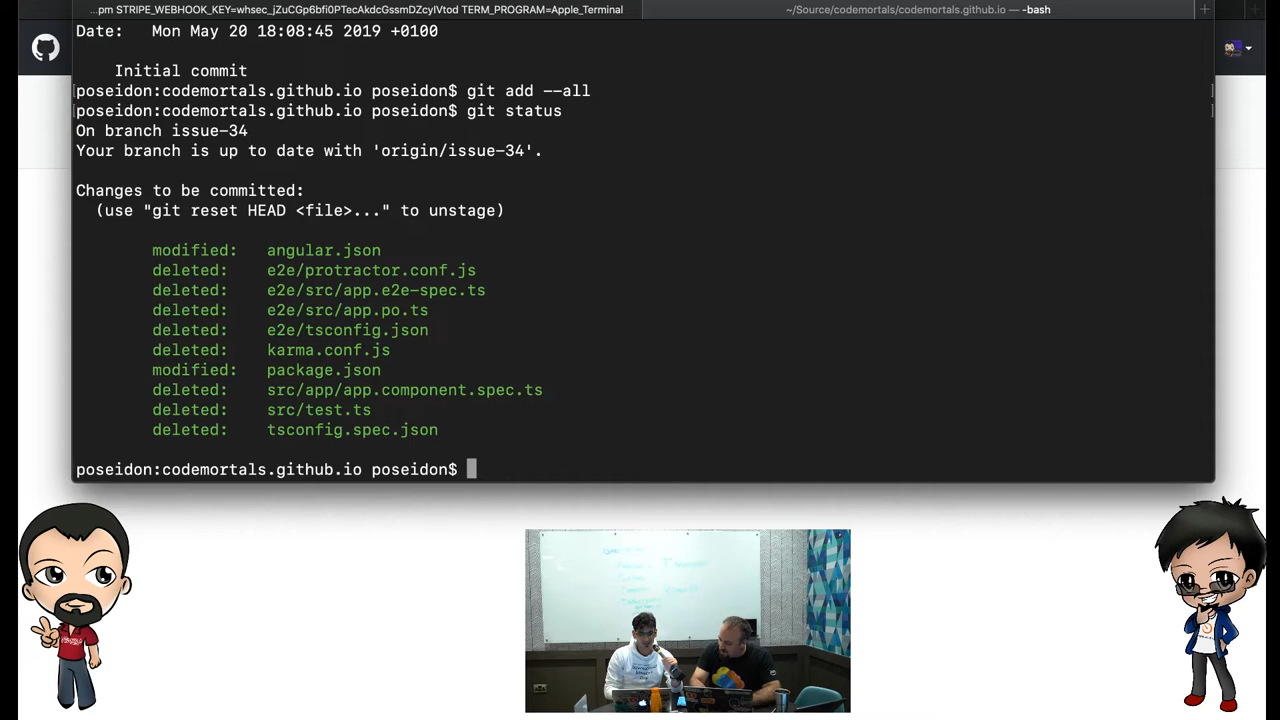 ...pm STRIPE_WEBHOOK_KEY=whsec_jZuCGp6bfi0PTecAkdcGssmDZcyIVtod TERM_PROGRAM=Apple_Terminal
~/Source/codemortals/codemortals.github.io — -bash
Date:   Mon May 20 18:08:45 2019 +0100
    Initial commit
poseidon:codemortals.github.io poseidon$ git add --all
poseidon:codemortals.github.io poseidon$ git status
On branch issue-34
Your branch is up to date with 'origin/issue-34'.
Changes to be committed:
  (use "git reset HEAD <file>..." to unstage)
modified:   angular.json
deleted:    e2e/protractor.conf.js
deleted:    e2e/src/app.e2e-spec.ts
deleted:    e2e/src/app.po.ts
deleted:    e2e/tsconfig.json
deleted:    karma.conf.js
modified:   package.json
deleted:    src/app/app.component.spec.ts
deleted:    src/test.ts
deleted:    tsconfig.spec.json
poseidon:codemortals.github.io poseidon$